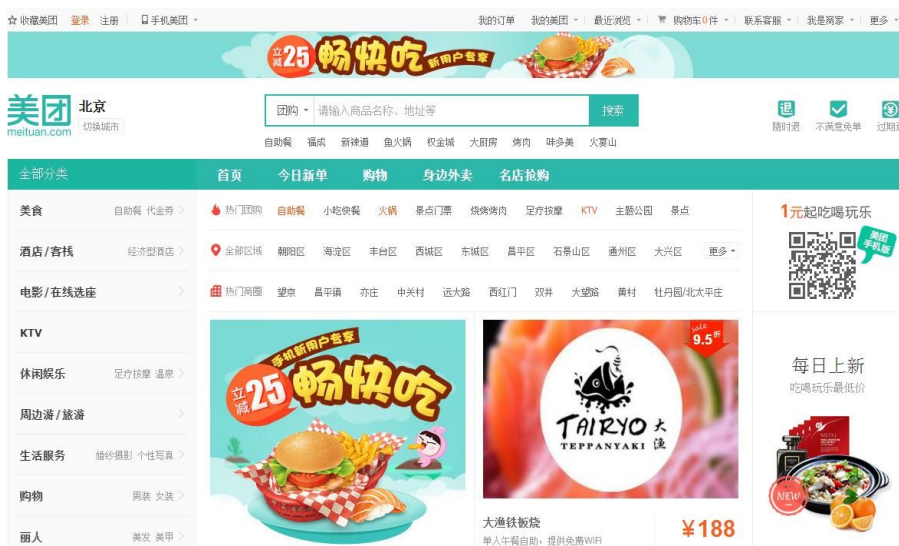 收藏美团 登录 注册 手机美团 我的订单 我的美团 最近浏览 购物车0件 联系客服 我是商家 更多
立减25 畅快吃 新用户专享
美团 北京
meituan.com 切换城市
团购 请输入商品名称、地址等 搜索
随时退 不满意免单 过期退
自助餐 福成 新辣道 鱼火锅 权金城 大厨房 烤肉 味多美 火宴山
全部分类 首页 今日新单 购物 身边外卖 名店抢购
美食 自助餐 代金券
酒店/客栈 经济型酒店
电影/在线选座
KTV
休闲娱乐 足疗按摩 温泉
周边游/旅游
生活服务 婚纱摄影 个性写真
购物 男装 女装
丽人 美发 美甲
热门团购 自助餐 小吃快餐 火锅 景点门票 烧烤烤肉 足疗按摩 KTV 主题公园 景点
全部区域 朝阳区 海淀区 丰台区 西城区 东城区 昌平区 石景山区 通州区 大兴区 更多
热门商圈 望京 昌平镇 亦庄 中关村 远大路 西红门 双井 大望路 黄村 牡丹园/北太平庄
手机新用户专享
立减25 畅快吃
sale
9.5折
TAIRYO 大渔
TEPPANYAKI
大渔铁板烧
单人午餐自助，提供免费WiFi
¥188
1元起吃喝玩乐
美团
手机版
每日上新
吃喝玩乐最低价
NEW